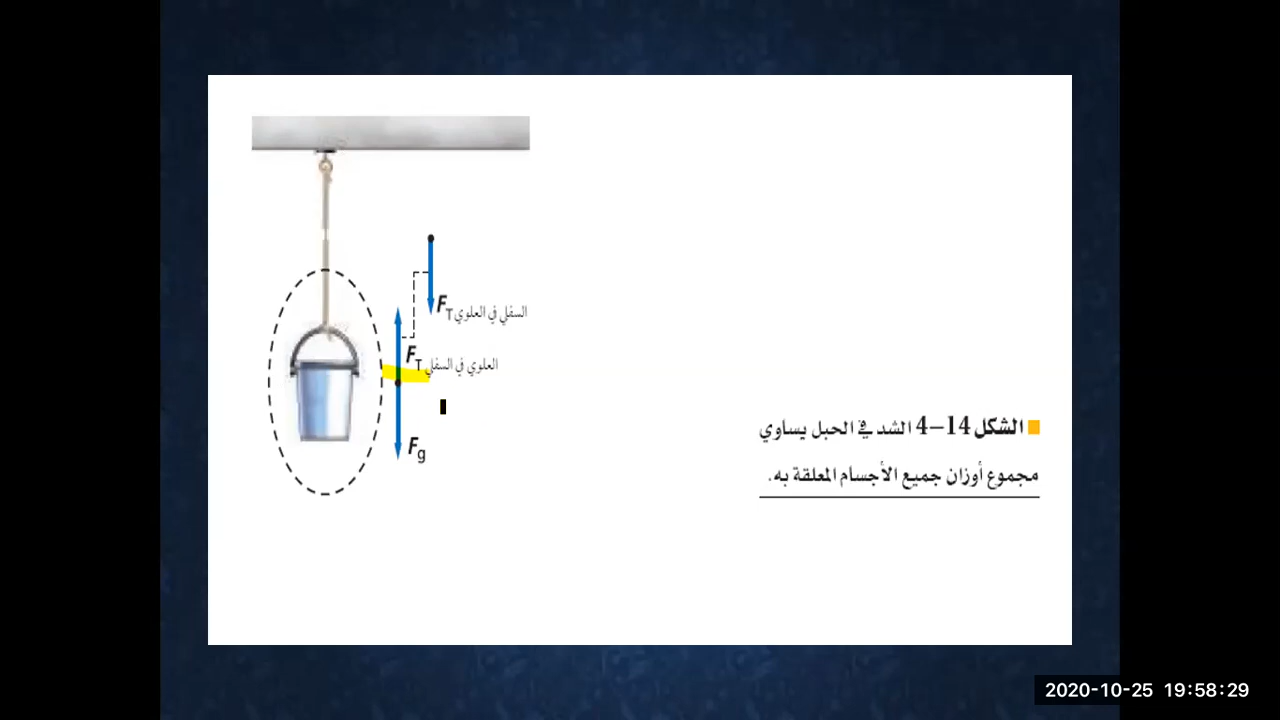 F_T السفلي في العلوي
F_T العلوي في السفلي
F_g
الشكل 14–4 الشد في الحبل يساوي
مجموع أوزان جميع الأجسام المعلقة به.
2020-10-25 19:58:29